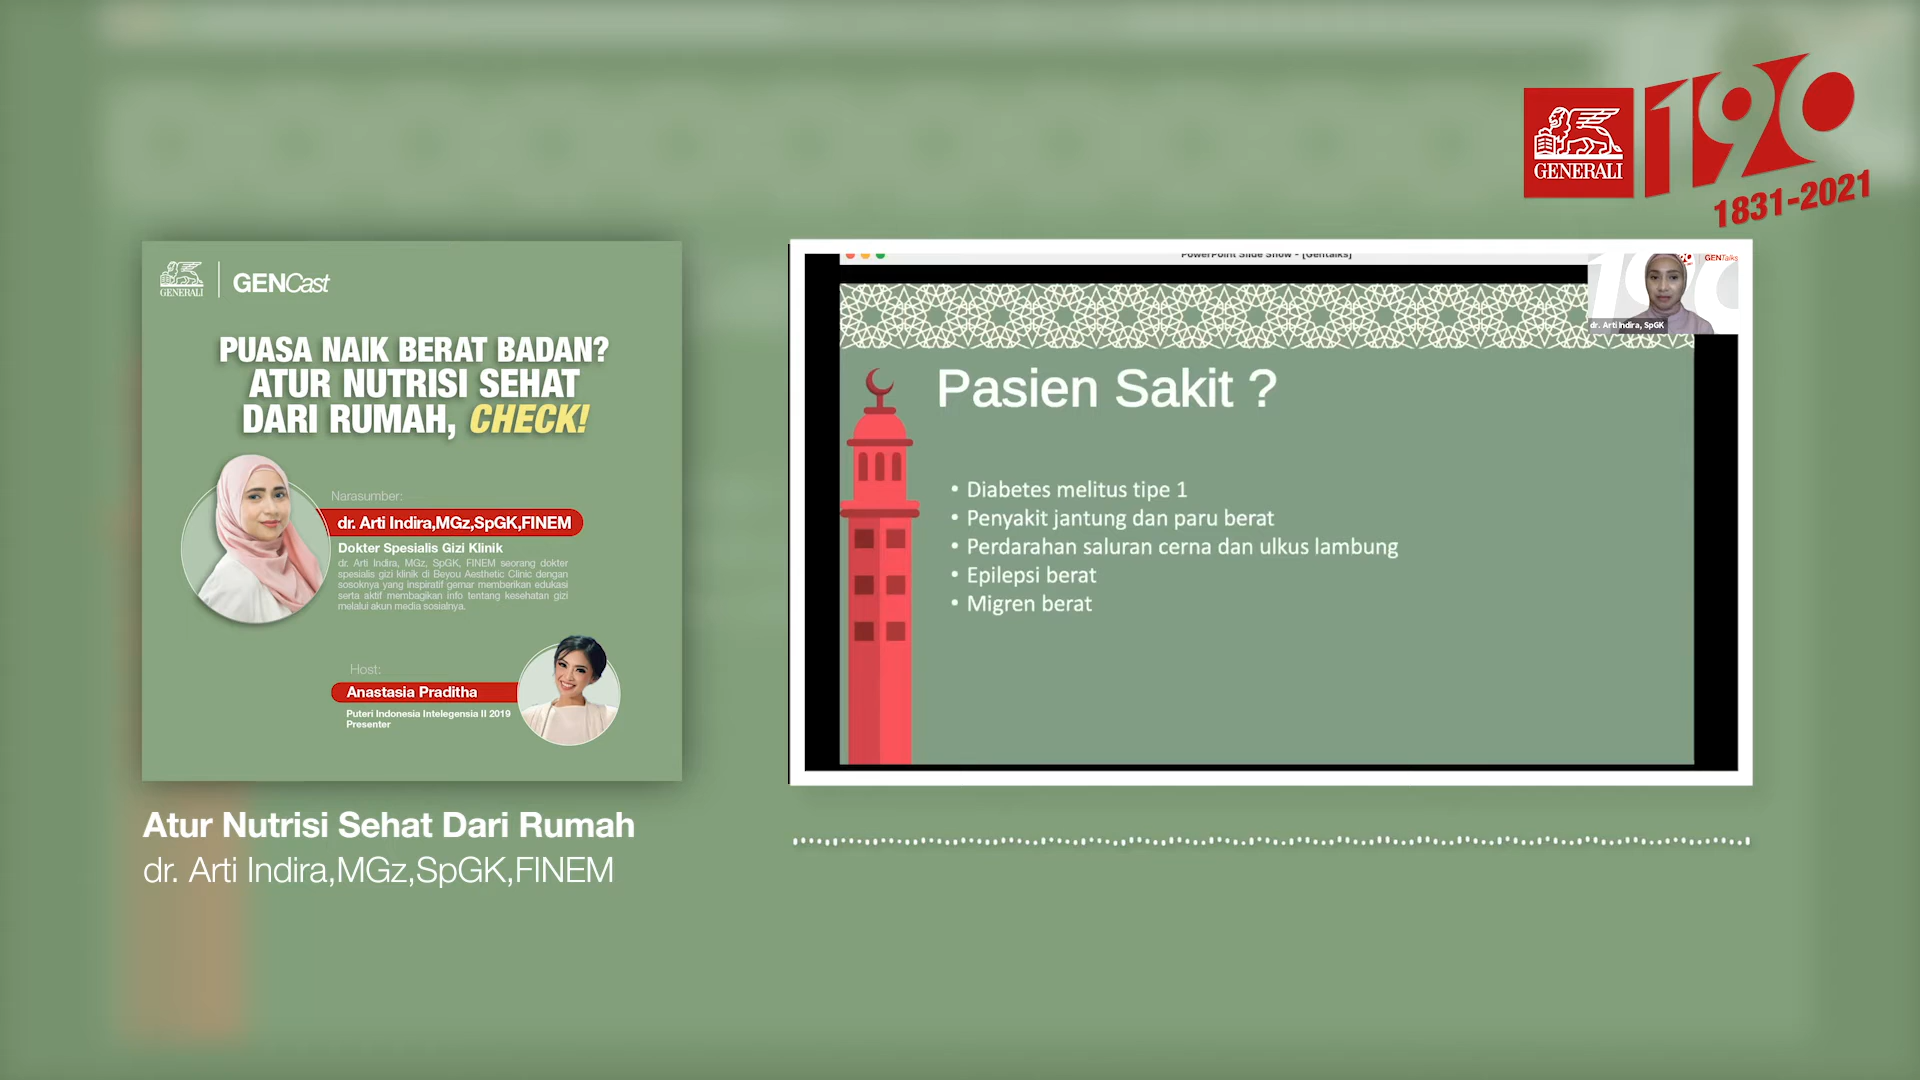 GENERALI
190
1831-2021
GENERALI
GENCast
PUASA NAIK BERAT BADAN?
ATUR NUTRISI SEHAT
DARI RUMAH, CHECK!
Narasumber:
dr. Arti Indira,MGz,SpGK,FINEM
Dokter Spesialis Gizi Klinik
dr. Arti Indira, MGz, SpGK, FINEM seorang dokter
spesialis gizi klinik di Beyou Aesthetic Clinic dengan
sosoknya yang inspiratif gemar memberikan edukasi
serta aktif membagikan info tentang kesehatan gizi
melalui akun media sosialnya.
Host:
Anastasia Praditha
Puteri Indonesia Intelegensia II 2019
Presenter
Atur Nutrisi Sehat Dari Rumah
dr. Arti Indira,MGz,SpGK,FINEM
PowerPoint Slide Show - [Gentalks]
GENTalks
dr. Arti Indira, SpGK
Pasien Sakit ?
• Diabetes melitus tipe 1
• Penyakit jantung dan paru berat
• Perdarahan saluran cerna dan ulkus lambung
• Epilepsi berat
• Migren berat